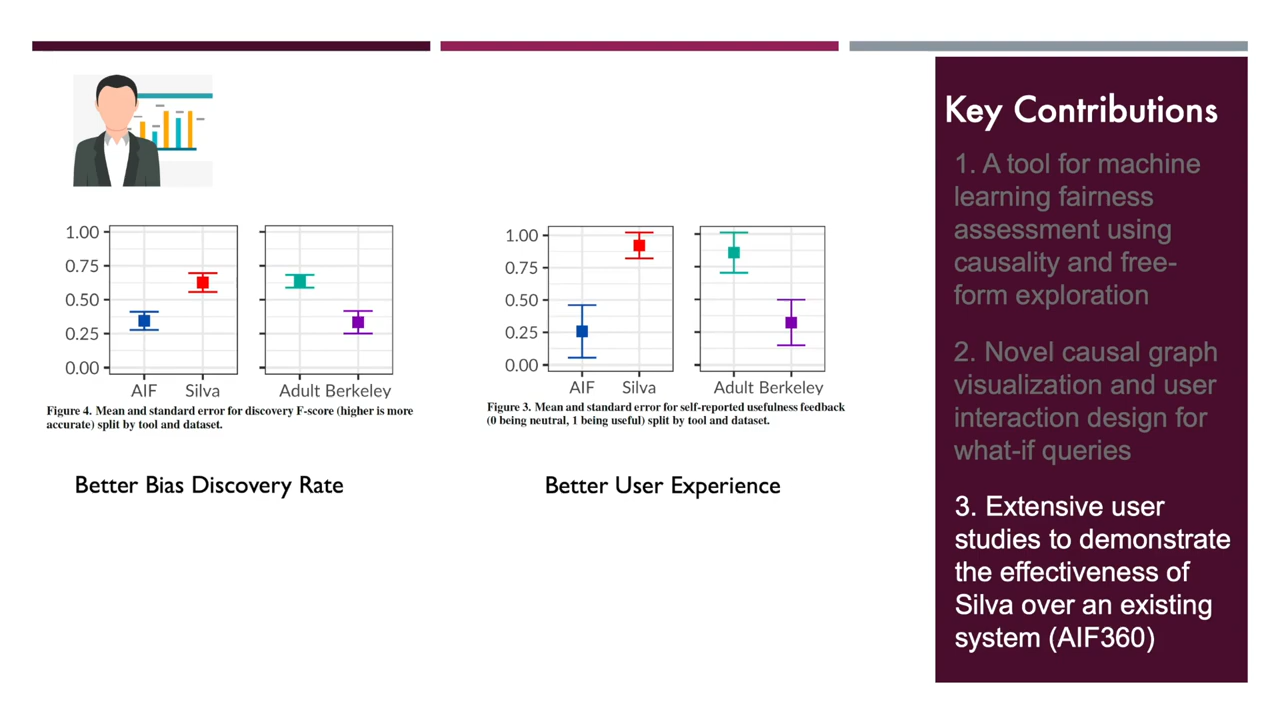 1.00
0.75
0.50
0.25
0.00
AIF Silva
Adult Berkeley
Figure 4. Mean and standard error for discovery F-score (higher is more
accurate) split by tool and dataset.
Better Bias Discovery Rate
1.00
0.75
0.50
0.25
0.00
AIF Silva
Adult Berkeley
Figure 3. Mean and standard error for self-reported usefulness feedback
(0 being neutral, 1 being useful) split by tool and dataset.
Better User Experience
Key Contributions
1. A tool for machine
learning fairness
assessment using
causality and free-
form exploration
2. Novel causal graph
visualization and user
interaction design for
what-if queries
3. Extensive user
studies to demonstrate
the effectiveness of
Silva over an existing
system (AIF360)